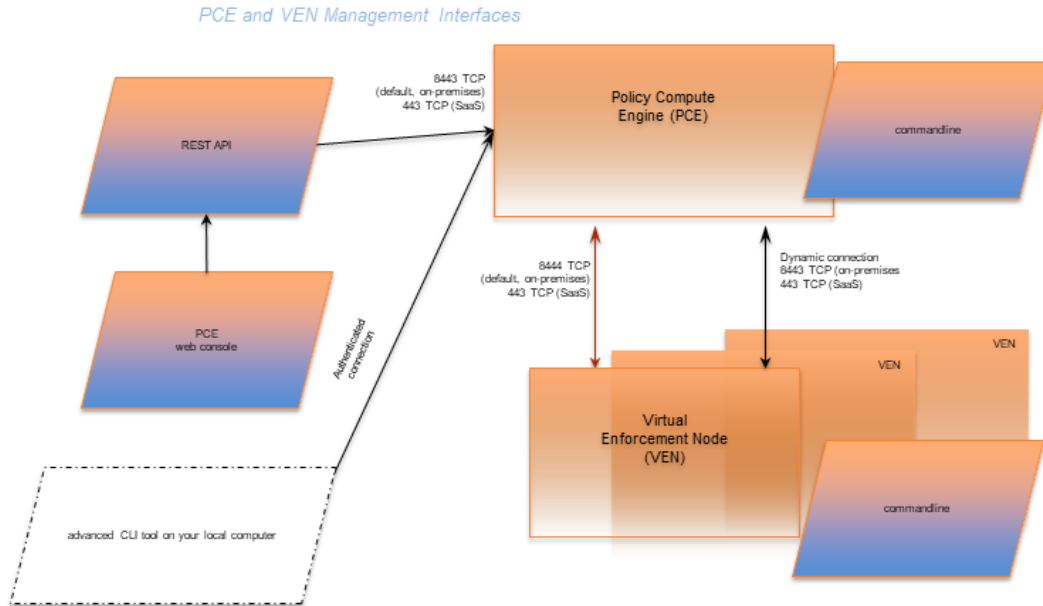 PCE and VEN Management Interfaces
8443 TCP
(default, on-premises)
443 TCP (SaaS)
Policy Compute
Engine (PCE)
commandline
REST API
8444 TCP
(default, on-premises)
443 TCP (SaaS)
Dynamic connection
8443 TCP (on-premises
443 TCP (SaaS)
PCE
web console
Authenticated
connection
VEN
VEN
Virtual
Enforcement Node
(VEN)
commandline
advanced CLI tool on your local computer